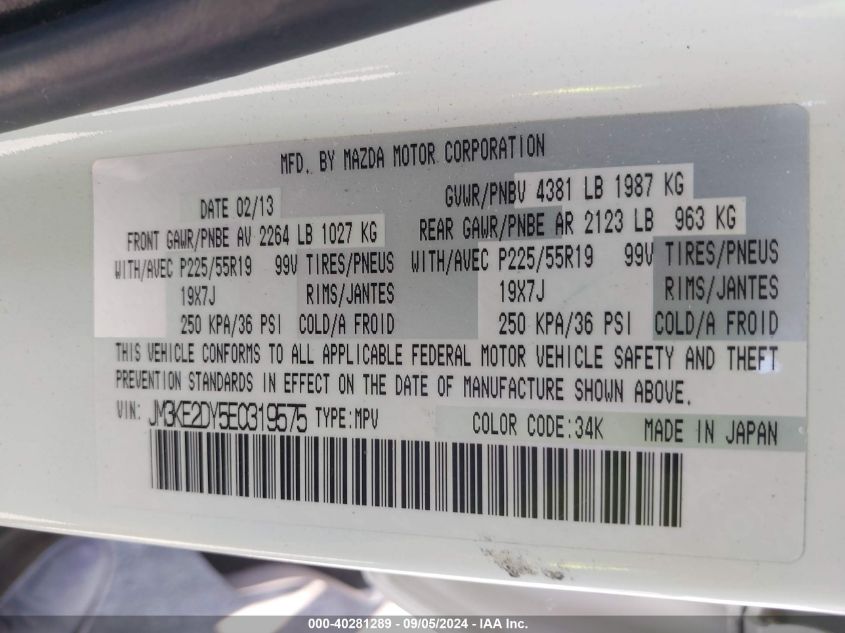 MFD. BY MAZDA MOTOR CORPORATION
DATE 02/13 GVWR/PNBV 4381 LB 1987 KG
FRONT GAWR/PNBE AV 2264 LB 1027 KG REAR GAWR/PNBE AR 2123 LB 963 KG
WITH/AVEC P225/55R19 99V TIRES/PNEUS WITH/AVEC P225/55R19 99V TIRES/PNEUS
19X7J RIMS/JANTES 19X7J RIMS/JANTES
250 KPA/36 PSI COLD/A FROID 250 KPA/36 PSI COLD/A FROID
THIS VEHICLE CONFORMS TO ALL APPLICABLE FEDERAL MOTOR VEHICLE SAFETY AND THEFT
PREVENTION STANDARDS IN EFFECT ON THE DATE OF MANUFACTURE SHOWN ABOVE.
VIN: JM3KE2DY5E0319575 TYPE:MPV COLOR CODE:34K MADE IN JAPAN
000-40281289 - 09/05/2024 - IAA Inc.